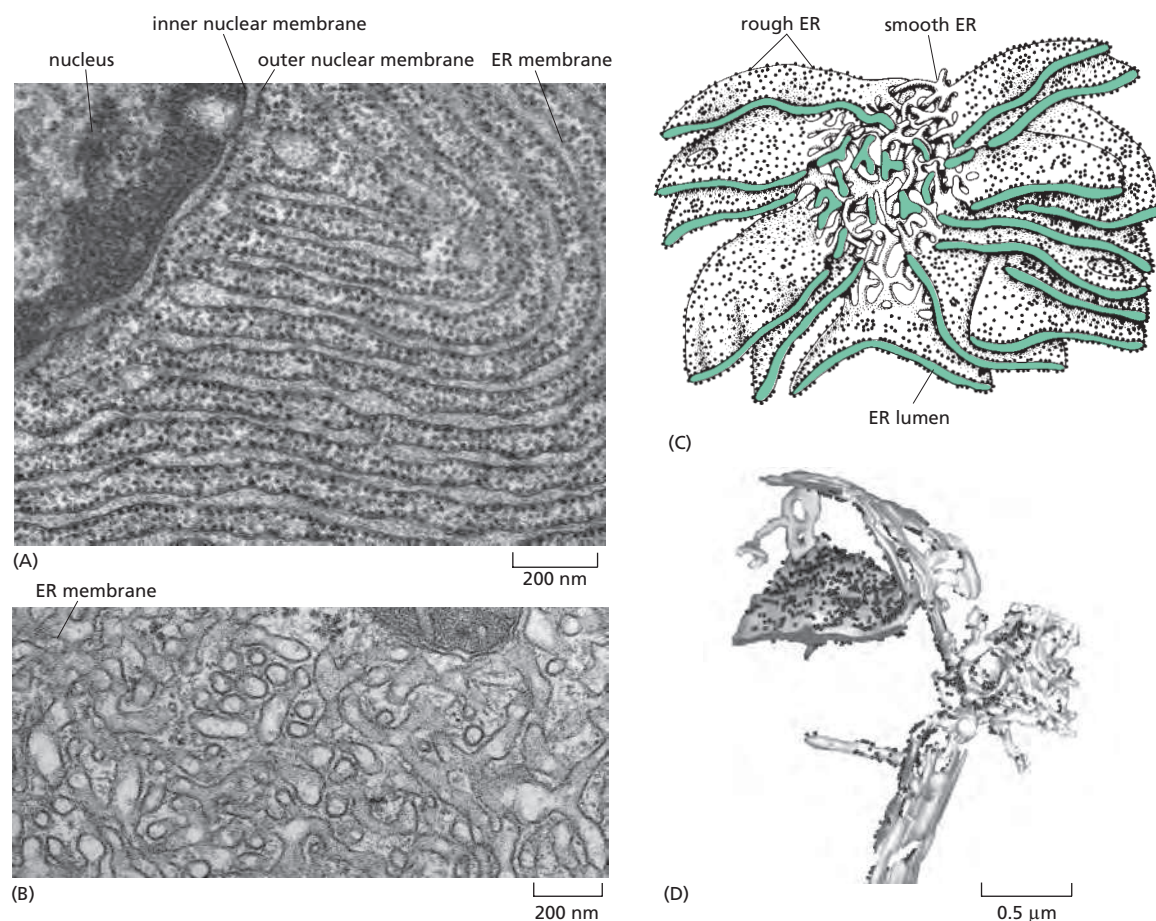 inner nuclear membrane
nucleus
outer nuclear membrane
ER membrane
(A)
200 nm
ER membrane
(B)
200 nm
rough ER
smooth ER
ER lumen
(C)
(D)
0.5 µm